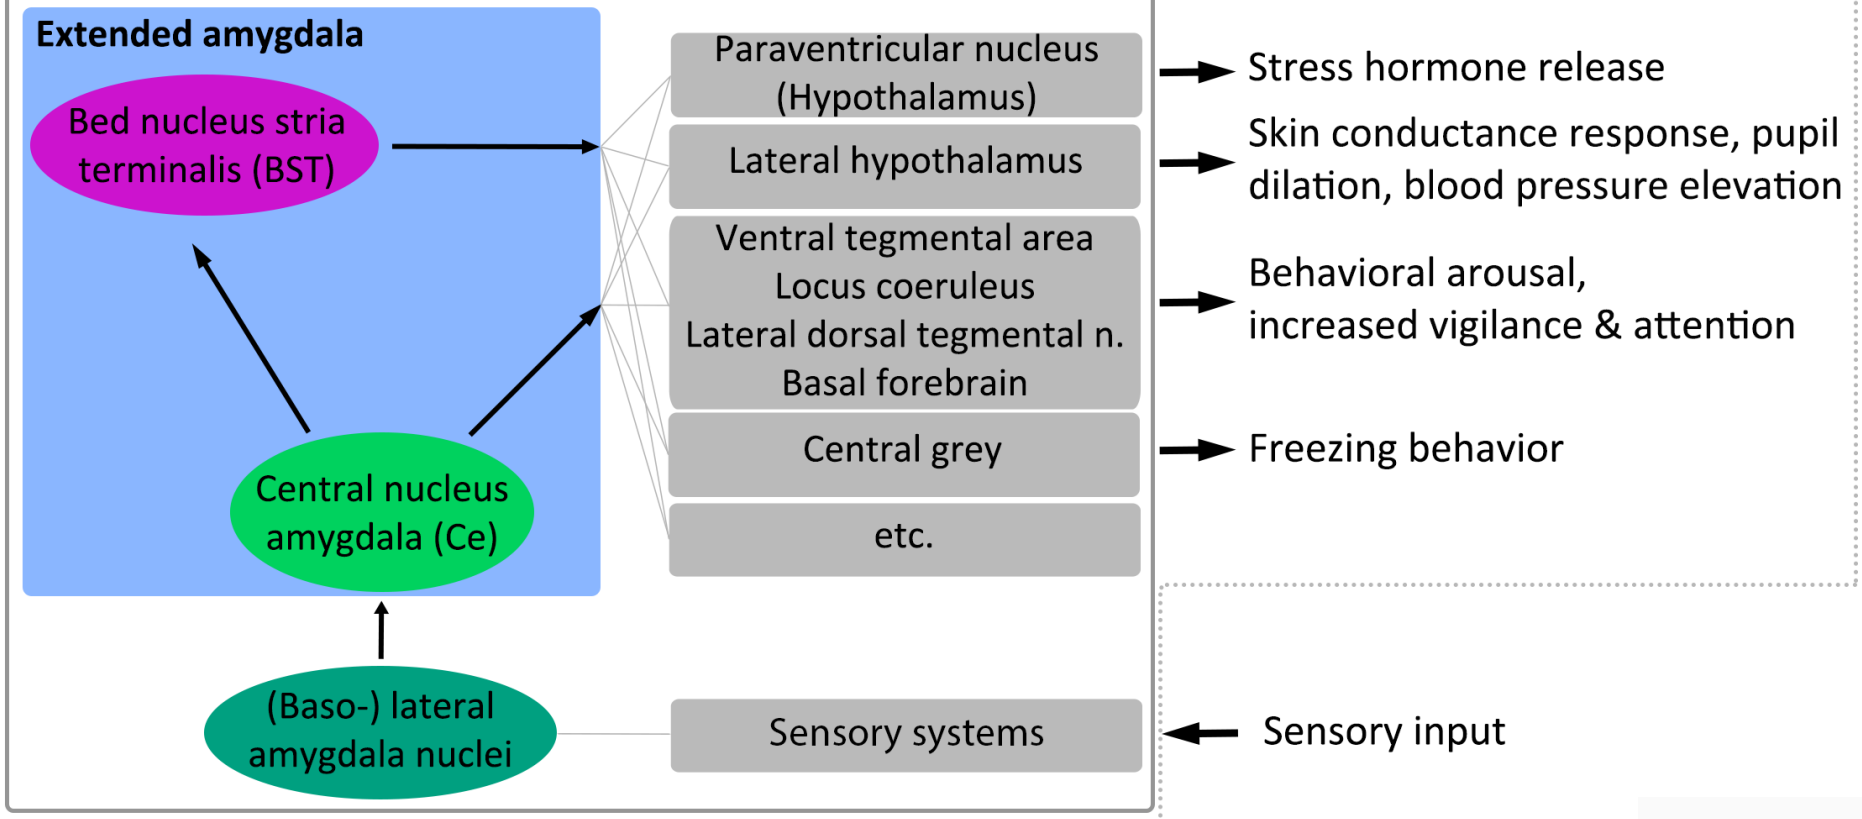 Extended amygdala
Bed nucleus stria
terminalis (BST)
Central nucleus
amygdala (Ce)
(Baso-) lateral
amygdala nuclei
Paraventricular nucleus
(Hypothalamus)
Lateral hypothalamus
Ventral tegmental area
Locus coeruleus
Lateral dorsal tegmental n.
Basal forebrain
Central grey
etc.
Sensory systems
Stress hormone release
Skin conductance response, pupil
dilation, blood pressure elevation
Behavioral arousal,
increased vigilance & attention
Freezing behavior
Sensory input